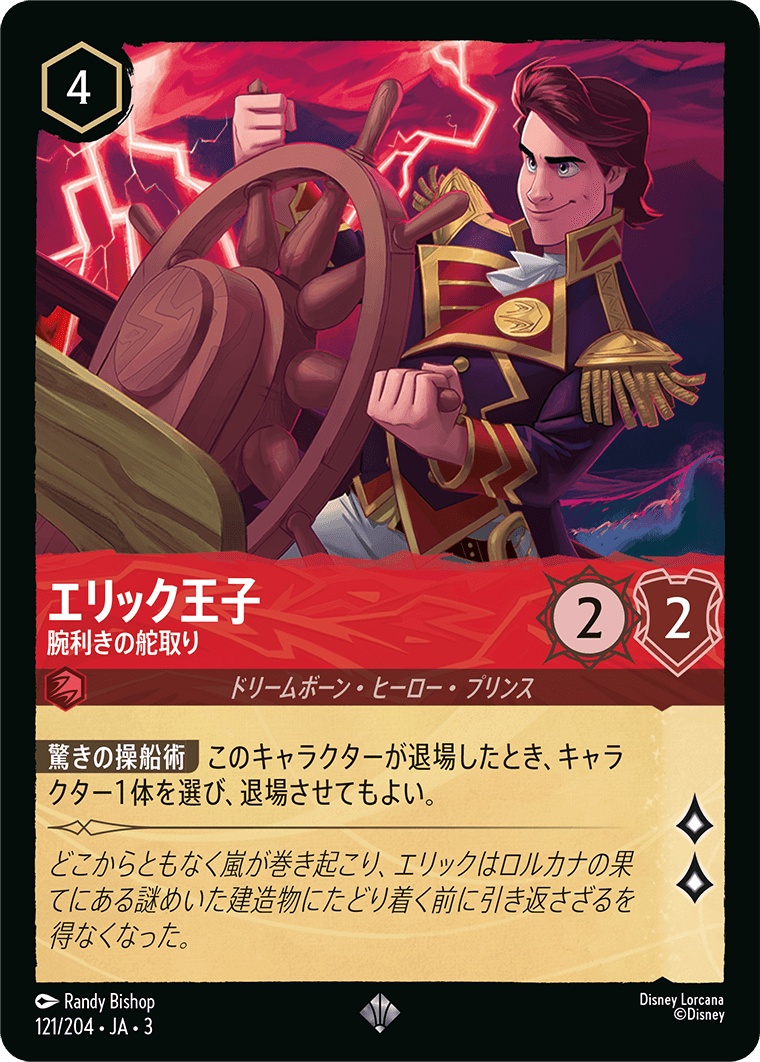 4
エリック王子
腕利きの舵取り
2
2
ドリームボーン・ヒーロー・プリンス
驚きの操船術 このキャラクターが退場したとき、キャラ
クター1体を選び、退場させてもよい。
どこからともなく嵐が巻き起こり、エリックはロルカナの果
てにある謎めいた建造物にたどり着く前に引き返さざるを
得なくなった。
Randy Bishop
121/204・JA・3
Disney Lorcana
©Disney